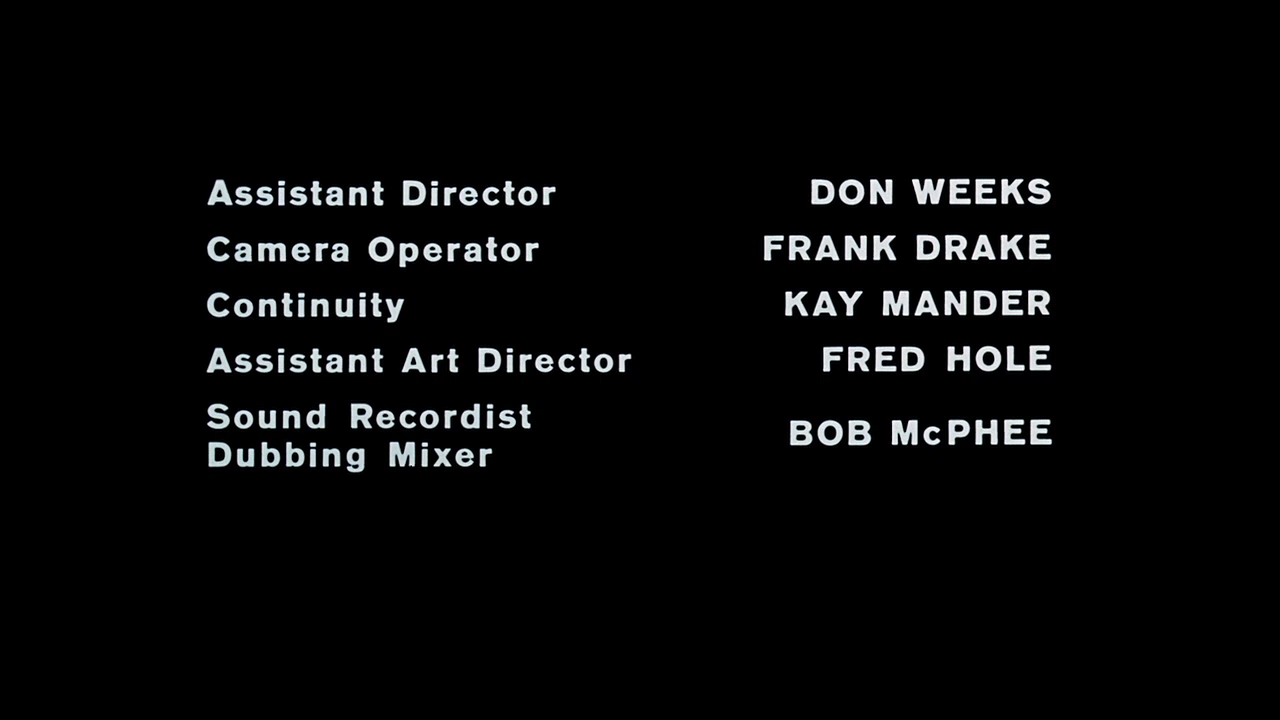 Assistant Director DON WEEKS
Camera Operator FRANK DRAKE
Continuity KAY MANDER
Assistant Art Director FRED HOLE
Sound Recordist
Dubbing Mixer BOB McPHEE